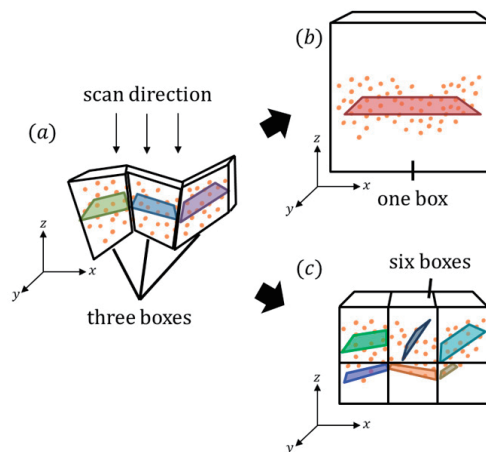 (a)
scan direction
z
x
y
three boxes
(b)
z
x
y
one box
(c)
six boxes
z
x
y